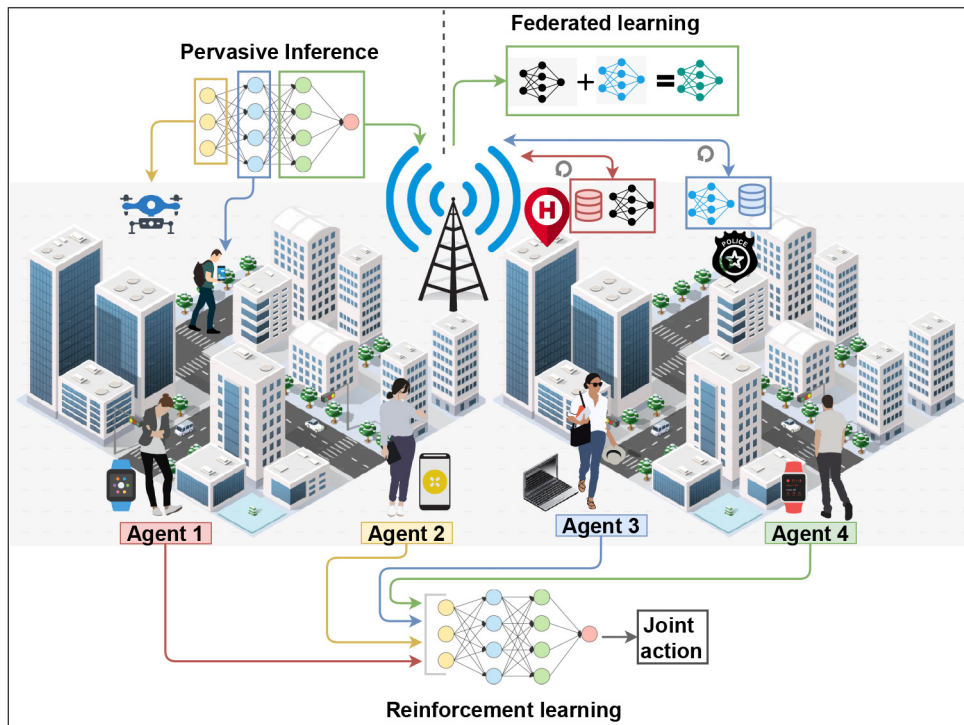 Federated learning
Pervasive Inference
H
POLICE
Agent 1
Agent 2
Agent 3
Agent 4
Joint
action
Reinforcement learning